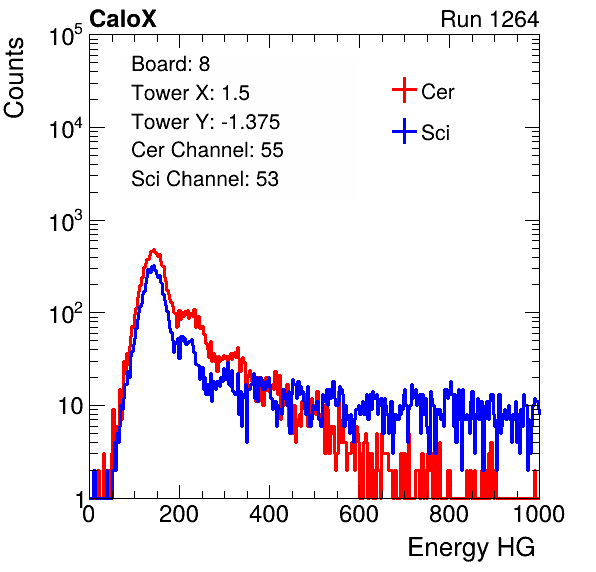 CaloX Run 1264
Counts
Board: 8
Tower X: 1.5
Tower Y: -1.375
Cer Channel: 55
Sci Channel: 53
Cer
Sci
10^5
10^4
10^3
10^2
10
1
0 200 400 600 800 1000
Energy HG